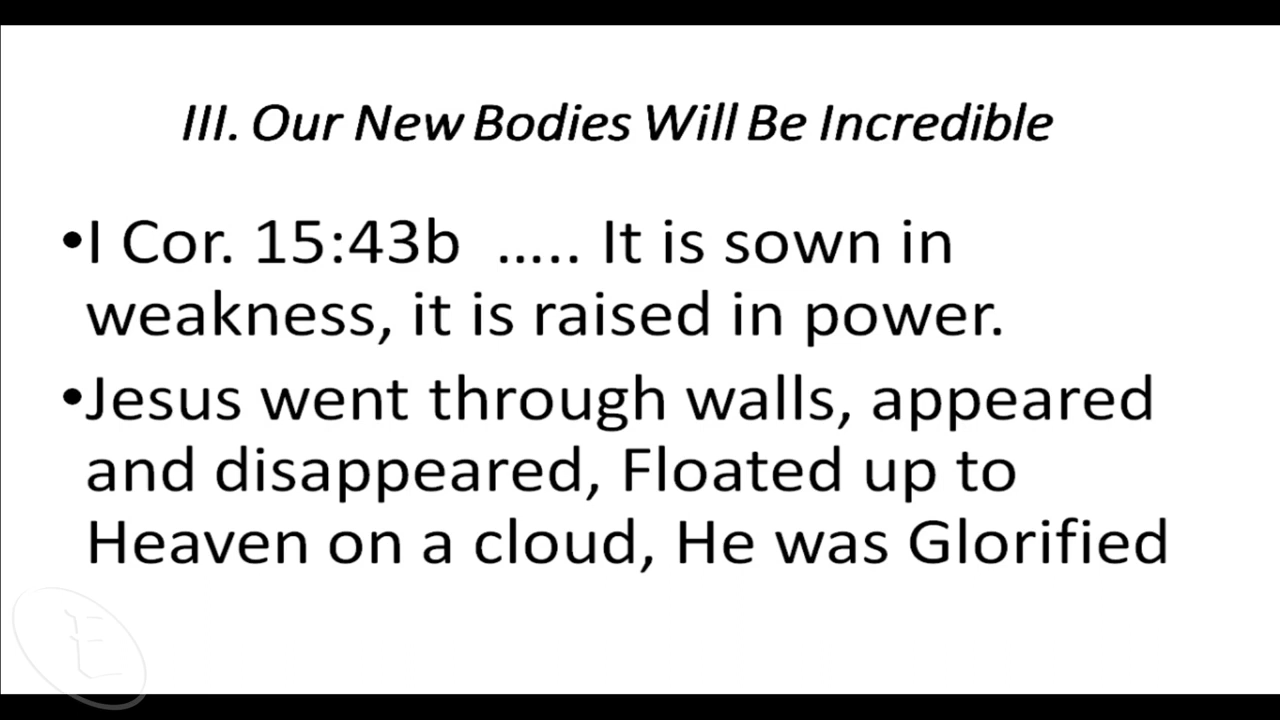 III. Our New Bodies Will Be Incredible
•I Cor. 15:43b ..... It is sown in
weakness, it is raised in power.
•Jesus went through walls, appeared
and disappeared, Floated up to
Heaven on a cloud, He was Glorified